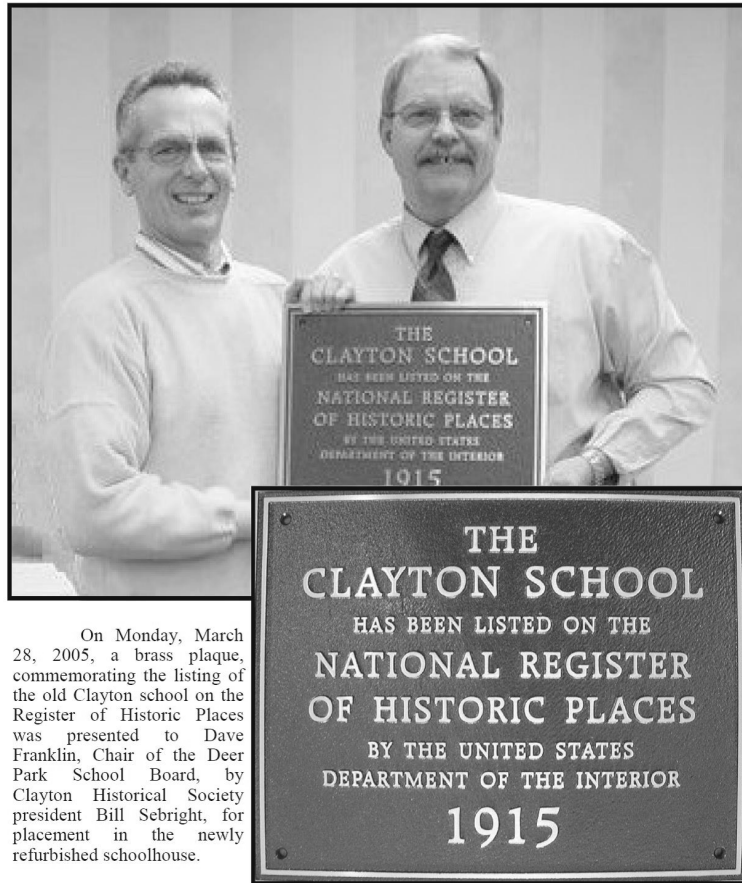 THE
CLAYTON SCHOOL
HAS BEEN LISTED ON THE
NATIONAL REGISTER
OF HISTORIC PLACES
BY THE UNITED STATES
DEPARTMENT OF THE INTERIOR
1915
THE
CLAYTON SCHOOL
HAS BEEN LISTED ON THE
NATIONAL REGISTER
OF HISTORIC PLACES
BY THE UNITED STATES
DEPARTMENT OF THE INTERIOR
1915
On Monday, March
28, 2005, a brass plaque,
commemorating the listing of
the old Clayton school on the
Register of Historic Places
was presented to Dave
Franklin, Chair of the Deer
Park School Board, by
Clayton Historical Society
president Bill Sebright, for
placement in the newly
refurbished schoolhouse.